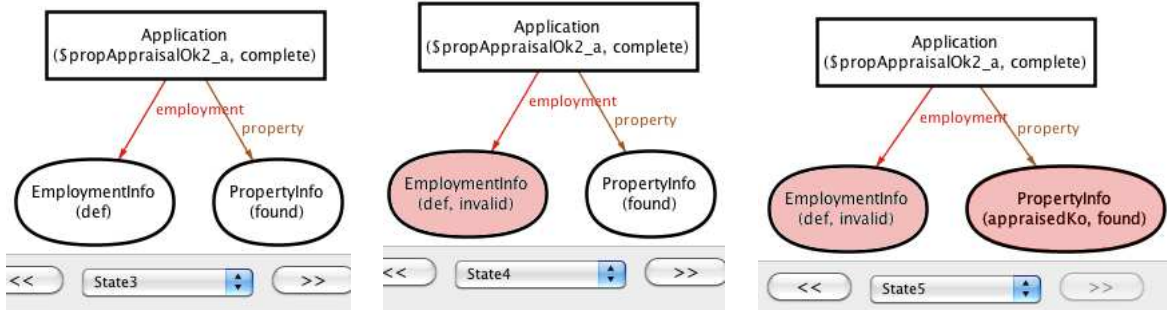 Application
($propAppraisalOk2_a, complete)
employment
property
EmploymentInfo
(def)
PropertyInfo
(found)
<<
State3
>>
Application
($propAppraisalOk2_a, complete)
employment
property
EmploymentInfo
(def, invalid)
PropertyInfo
(found)
<<
State4
>>
Application
($propAppraisalOk2_a, complete)
employment
property
EmploymentInfo
(def, invalid)
PropertyInfo
(appraisedKo, found)
<<
State5
>>